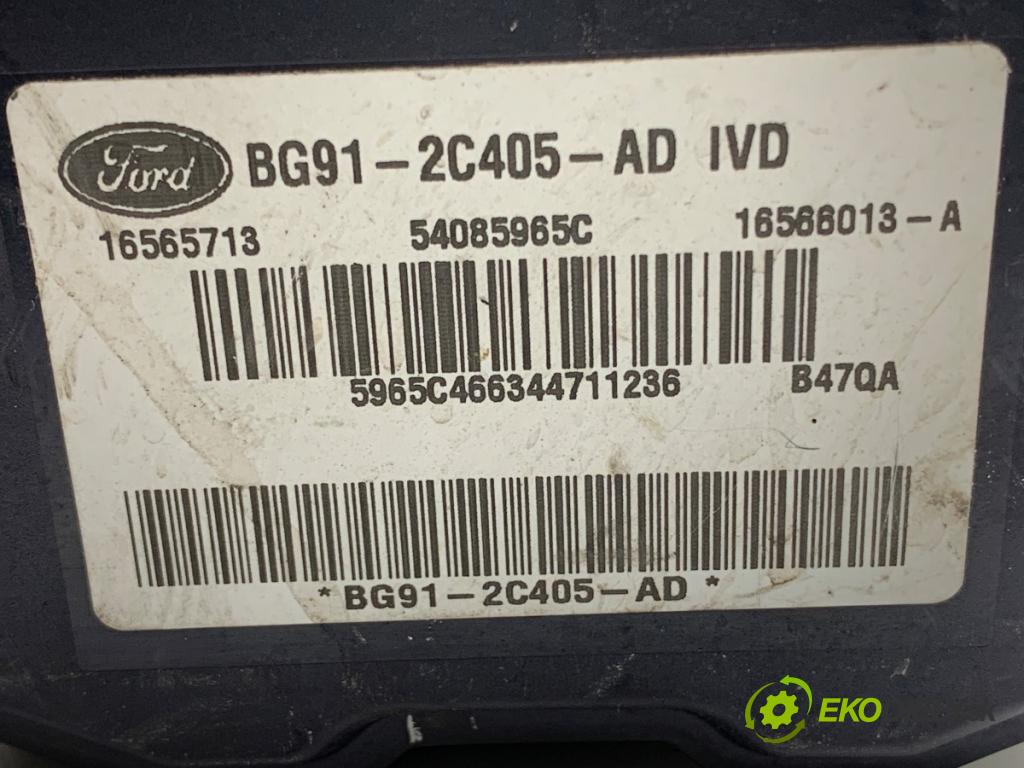 Ford BG91-2C405-AD IVD
16565713 54085965C 16566013-A
5965C466344711236 B47QA
*BG91-2C405-AD*
EKO